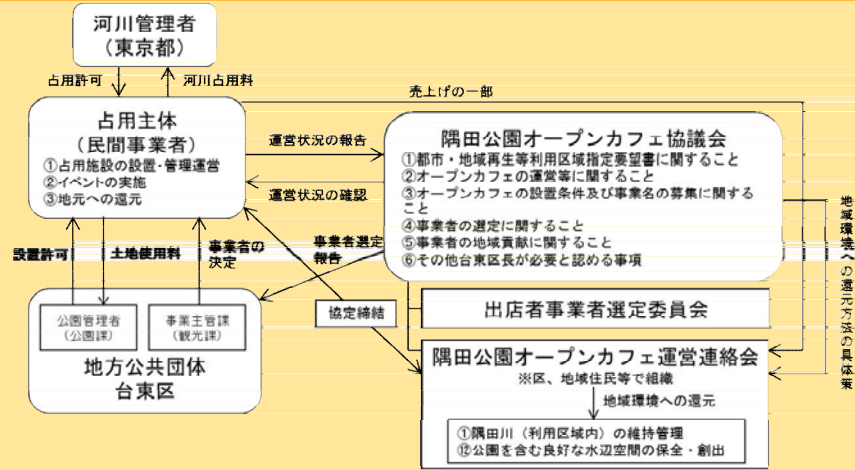 河川管理者
（東京都）
占用許可
河川占用料
売上げの一部
占用主体
（民間事業者）
①占用施設の設置・管理運営
②イベントの実施
③地元への還元
運営状況の報告
運営状況の確認
隅田公園オープンカフェ協議会
①都市・地域再生等利用区域指定要望書に関すること
②オープンカフェの運営等に関すること
③オープンカフェの設置条件及び事業名の募集に関する
こと
④事業者の選定に関すること
⑤事業者の地域貢献に関すること
⑥その他台東区長が必要と認める事項
地域環境への還元方法の具体策
設置許可
土地使用料
事業者の
決定
事業者選定
報告
協定締結
公園管理者
（公園課）
事業主管課
（観光課）
地方公共団体
台東区
出店者事業者選定委員会
隅田公園オープンカフェ運営連絡会
※区、地域住民等で組織
地域環境への還元
①隅田川（利用区域内）の維持管理
⑫公園を含む良好な水辺空間の保全・創出